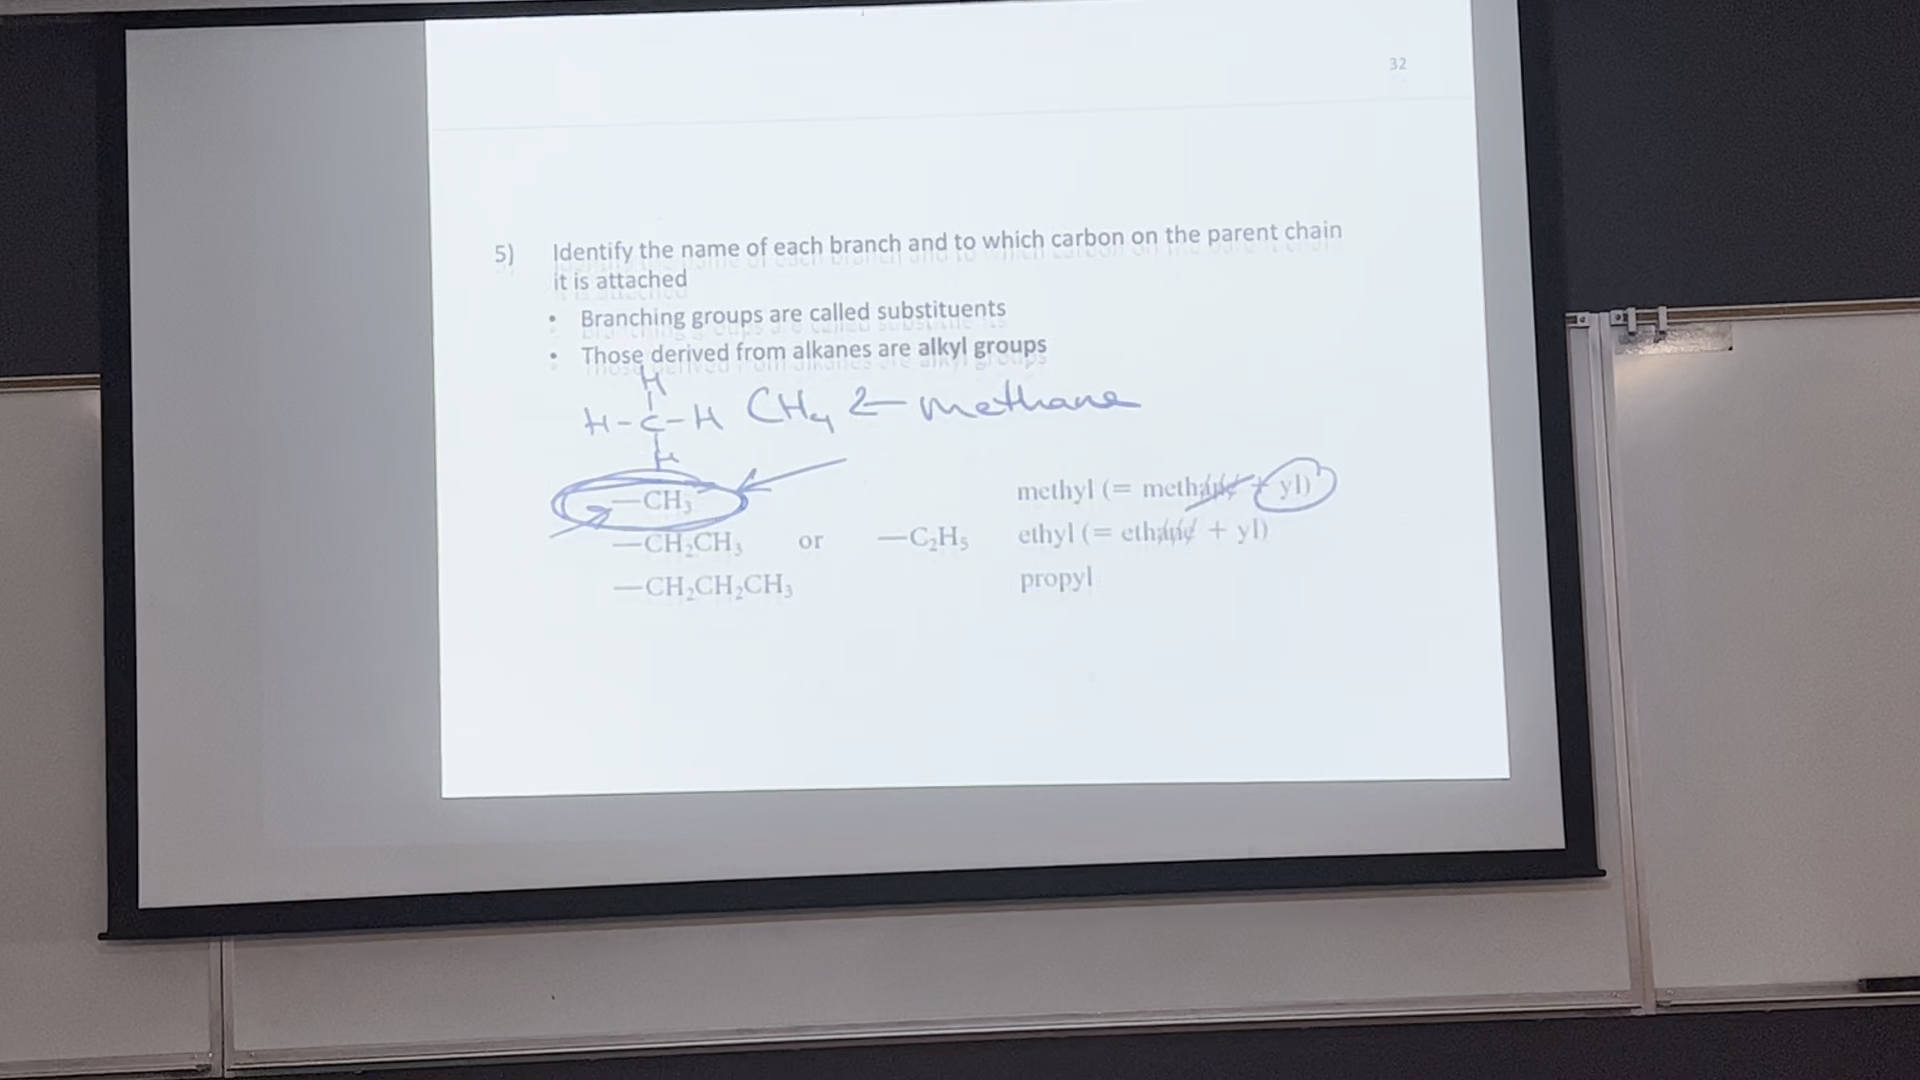 32
5) Identify the name of each branch and to which carbon on the parent chain
it is attached
• Branching groups are called substituents
• Those derived from alkanes are alkyl groups
H
H-C-H CH₄ ← methane
H
—CH₃ methyl (= methane + yl)
—CH₂CH₃ or —C₂H₅ ethyl (= ethane + yl)
—CH₂CH₂CH₃ propyl